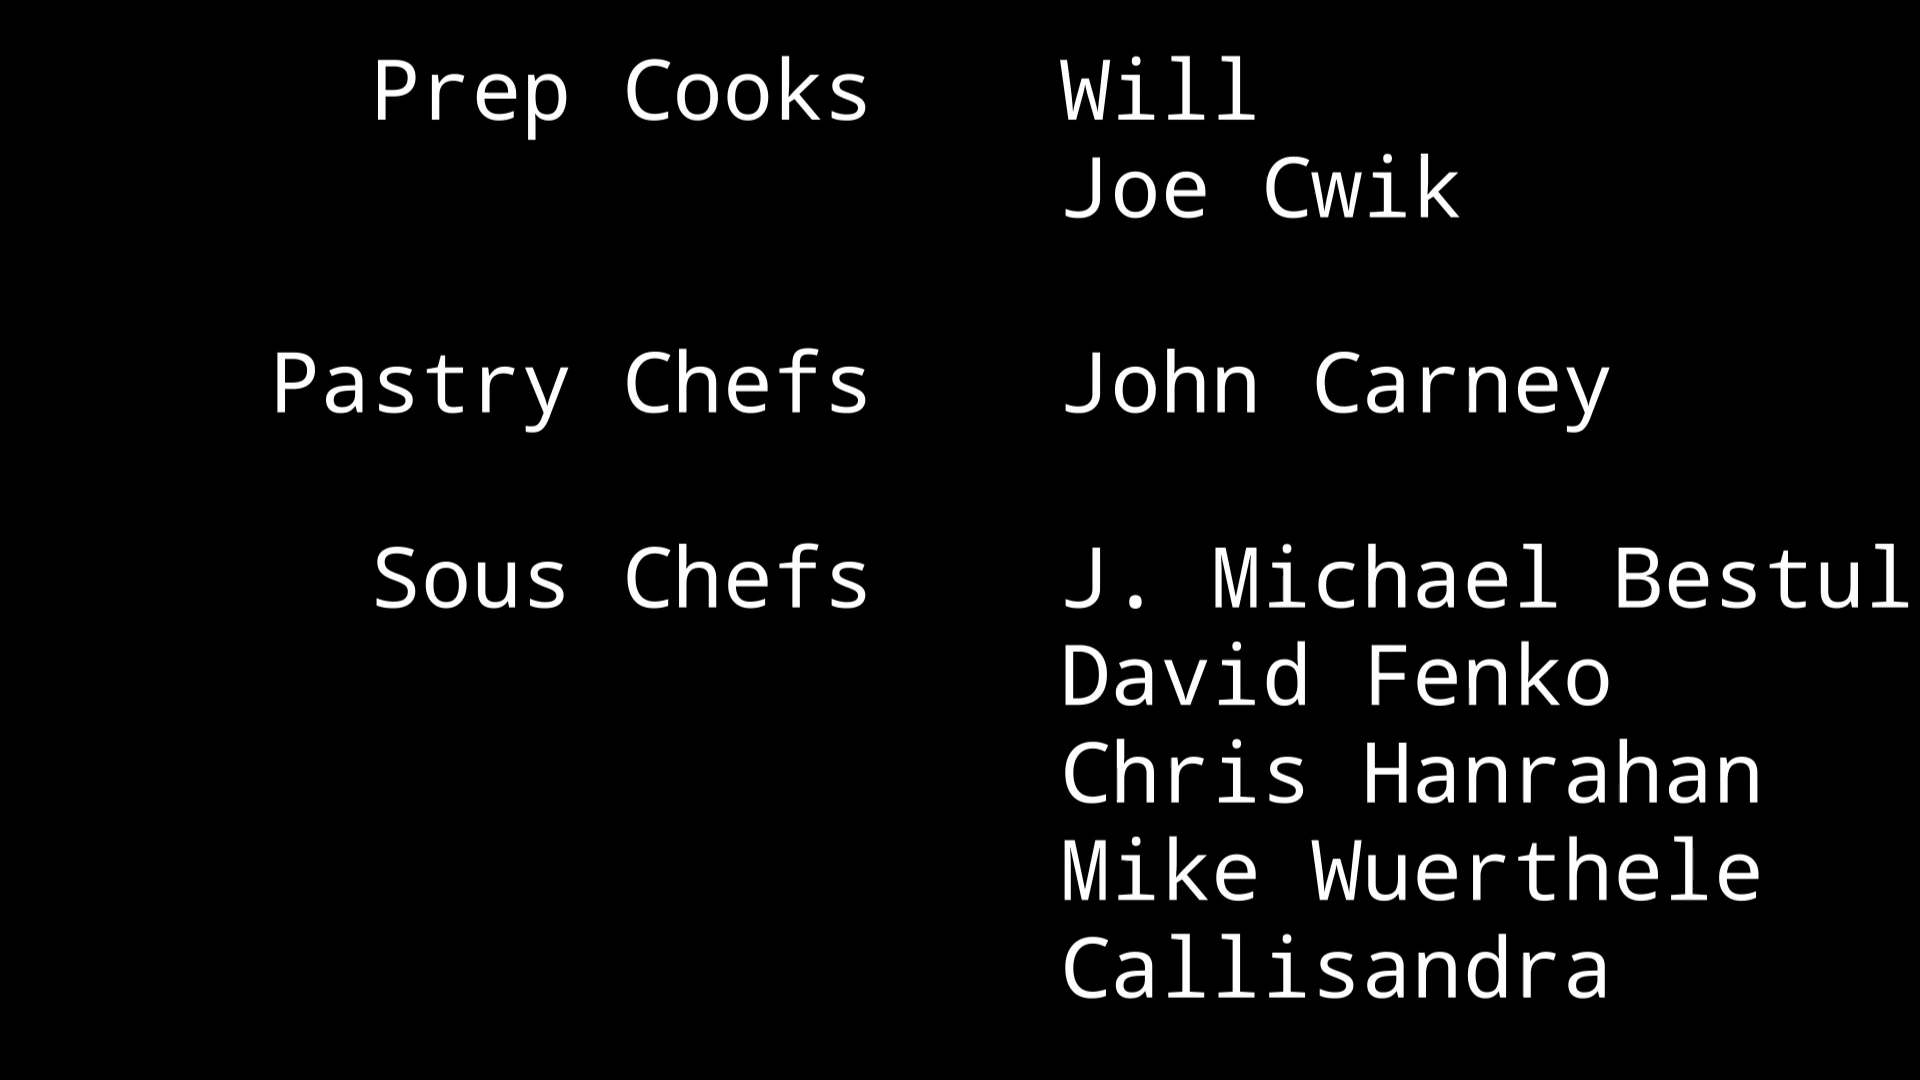 Prep Cooks    Will
Joe Cwik
Pastry Chefs    John Carney
Sous Chefs    J. Michael Bestul
David Fenko
Chris Hanrahan
Mike Wuerthele
Callisandra